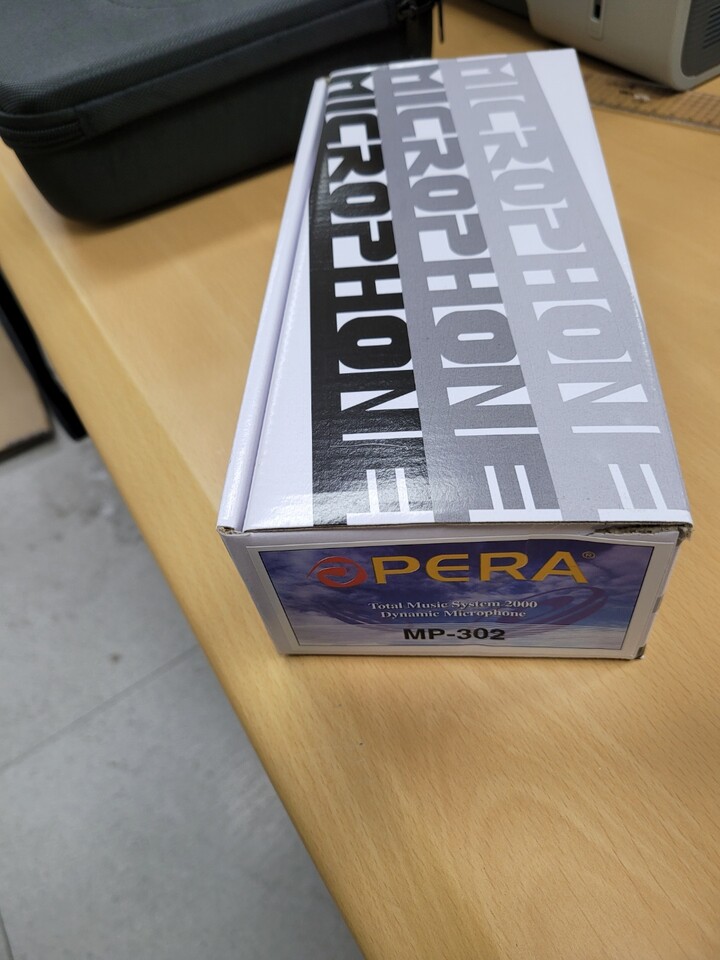 MICROPHONE
MICROPHONE
MICROPHONE
OPERA®
Total Music System 2000
Dynamic Microphone
MP-302